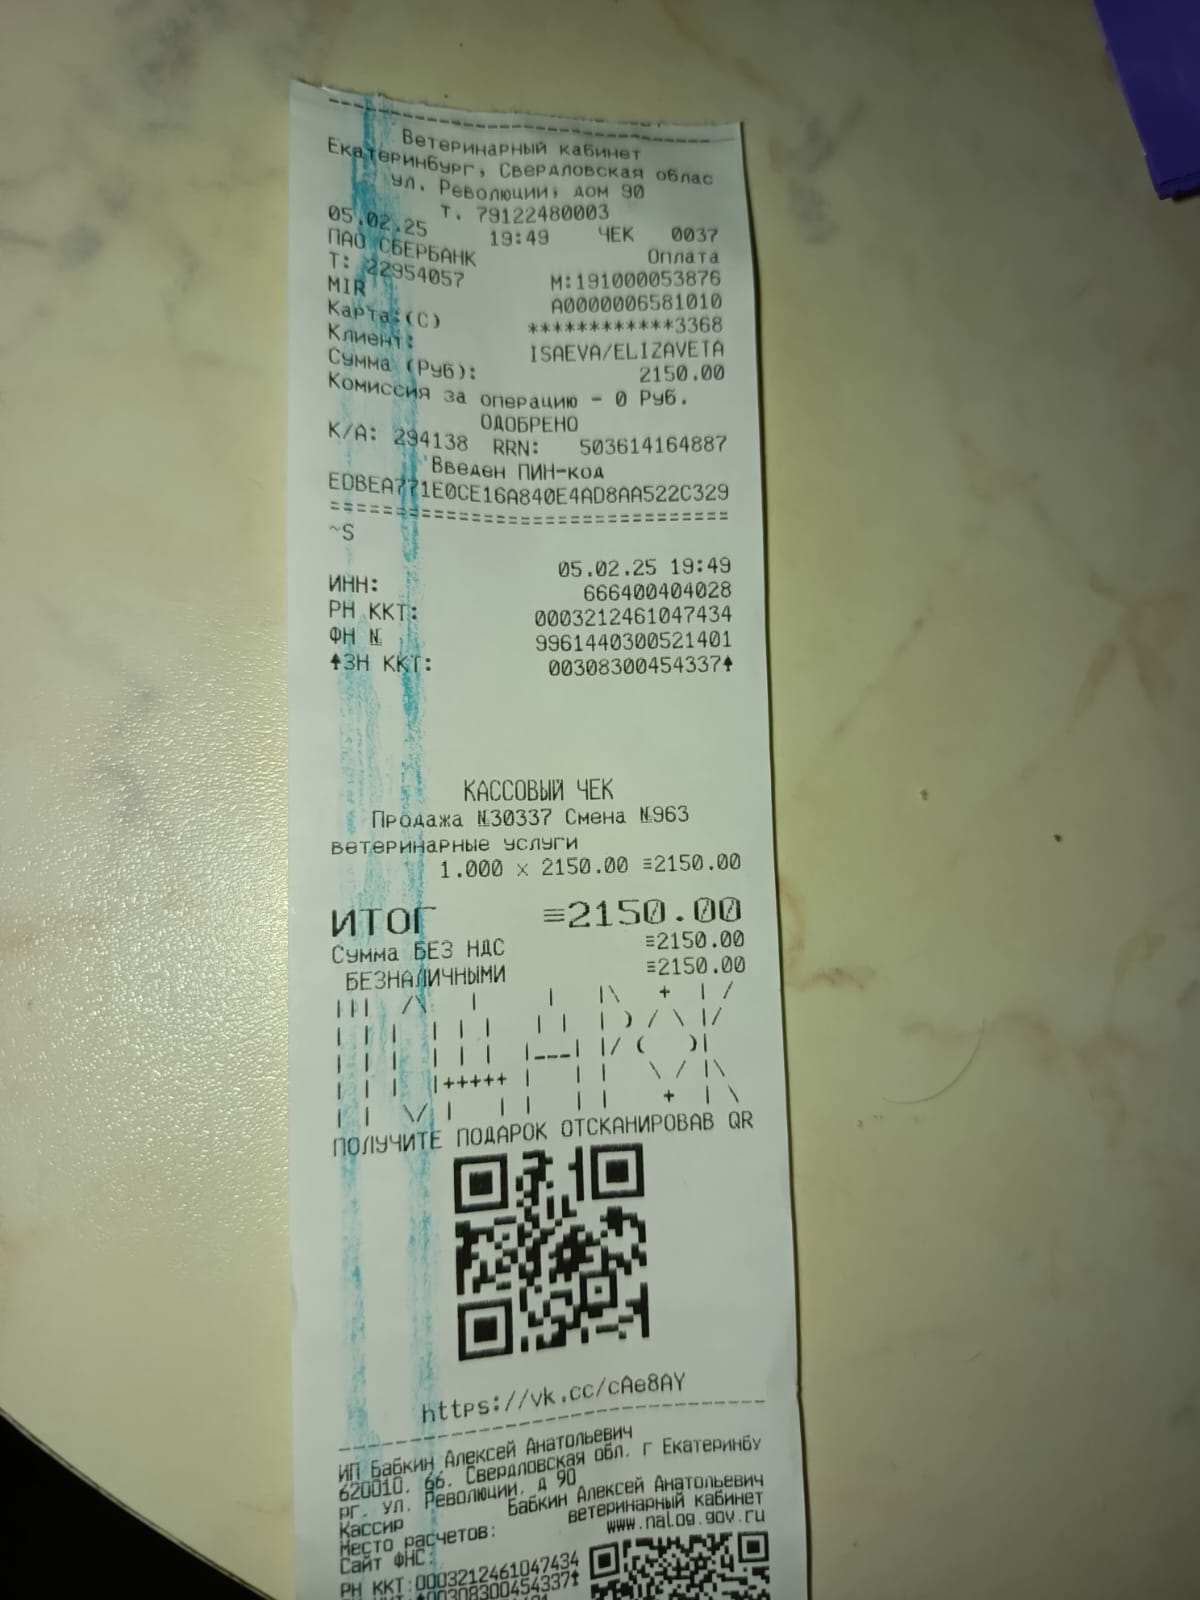 Ветеринарный кабинет
Екатеринбург, Свердловская облас
ул. Революции, дом 90
Т. 79122480003
05.02.25 19:49 ЧЕК 0037
ПАО СБЕРБАНК Оплата
Т: 22954057 М:191000053876
MIR A0000006581010
Карта:(C) ************3368
Клиент: ISAEVA/ELIZAVETA
Сумма (Руб): 2150.00
Комиссия за операцию - 0 Руб.
ОДОБРЕНО
К/А: 294138 RRN: 503614164887
Введен ПИН-код
EDBEA771E0CE16A840E4AD8AA522C329
================================
~S
05.02.25 19:49
ИНН: 666400404028
РН ККТ: 0003212461047434
ФН № 9961440300521401
↑ЗН ККТ: 00308300454337↑
КАССОВЫЙ ЧЕК
Продажа №30337 Смена №963
ветеринарные услуги
1.000 x 2150.00 ≡2150.00
ИТОГ ≡2150.00
Сумма БЕЗ НДС ≡2150.00
БЕЗНАЛИЧНЫМИ ≡2150.00
ПОЛУЧИТЕ ПОДАРОК ОТСКАНИРОВАВ QR
https://vk.cc/cAe8AY
ИП Бабкин Алексей Анатольевич
620010, 66, Свердловская обл. г Екатеринбу
рг. ул. Революции, д 90
Кассир Бабкин Алексей Анатольевич
Место расчетов: ветеринарный кабинет
Сайт ФНС: www.nalog.gov.ru
РН ККТ:0003212461047434